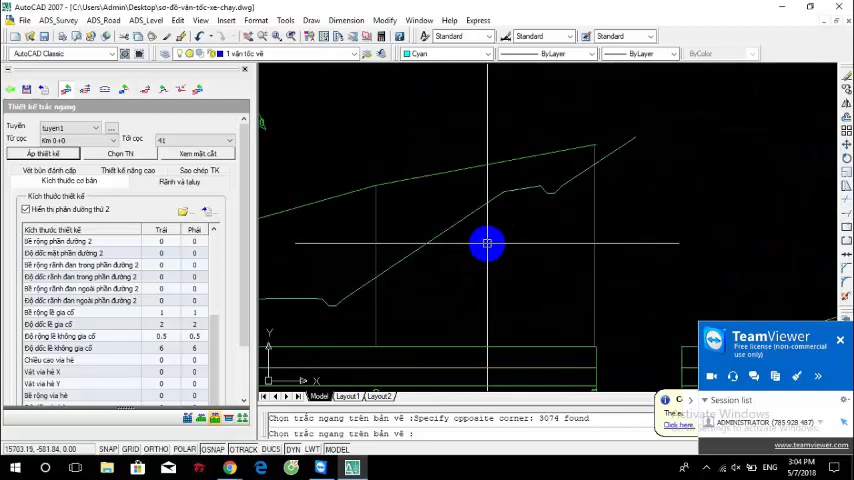 AutoCAD 2007 - [C:\Users\Admin\Desktop\sơ-đồ-vân-tốc-xe-chay.dwg]
File ADS_Survey ADS_Road ADS_Level Edit View Insert Format Tools Draw Dimension Modify Window Help Express
Standard Standard Standard
AutoCAD Classic 1 vân tốc vẽ Cyan ByLayer ByLayer ByColor
Thiết kế trắc ngang
Tuyến tuyen1 ...
Từ cọc Km 0+0 Tới cọc 41
Áp thiết kế Chọn TN Xem mặt cắt
Vét bùn đánh cấp Thiết kế nâng cao Sao chép TK
Kích thước cơ bản Rãnh và taluy
Kích thước thiết kế
Hiển thị phần đường thứ 2
Kích thước thiết kế Trái Phải
Bề rộng phần đường 2 0 0
Độ dốc mặt phần đường 2 0 0
Bề rộng rãnh đan trong phần đường 2 0 0
Độ dốc rãnh đan trong phần đường 2 0 0
Bề rộng rãnh đan ngoài phần đường 2 0 0
Độ dốc rãnh đan ngoài phần đường 2 0 0
Bề rộng lề gia cố 1 1
Độ dốc lề gia cố 2 2
Độ rộng lề không gia cố 0.5 0.5
Độ dốc lề không gia cố 6 6
Chiều cao vỉa hè 0 0
Vát vỉa hè X 0 0
Vát vỉa hè Y 0 0
Y
X
Model Layout1 Layout2
Chọn trắc ngang trên bản vẽ :Specify opposite corner: 3074 found
Chọn trắc ngang trên bản vẽ :
TeamViewer
Free license (non-commercial use only)
Session list
ADMINISTRATOR (785 928 487)
www.teamviewer.com
Click here
Activate Windows
15703.19, -581.84, 0.00 SNAP GRID ORTHO POLAR OSNAP OTRACK DUCS DYN LWT MODEL
ENG 3:04 PM
5/7/2018